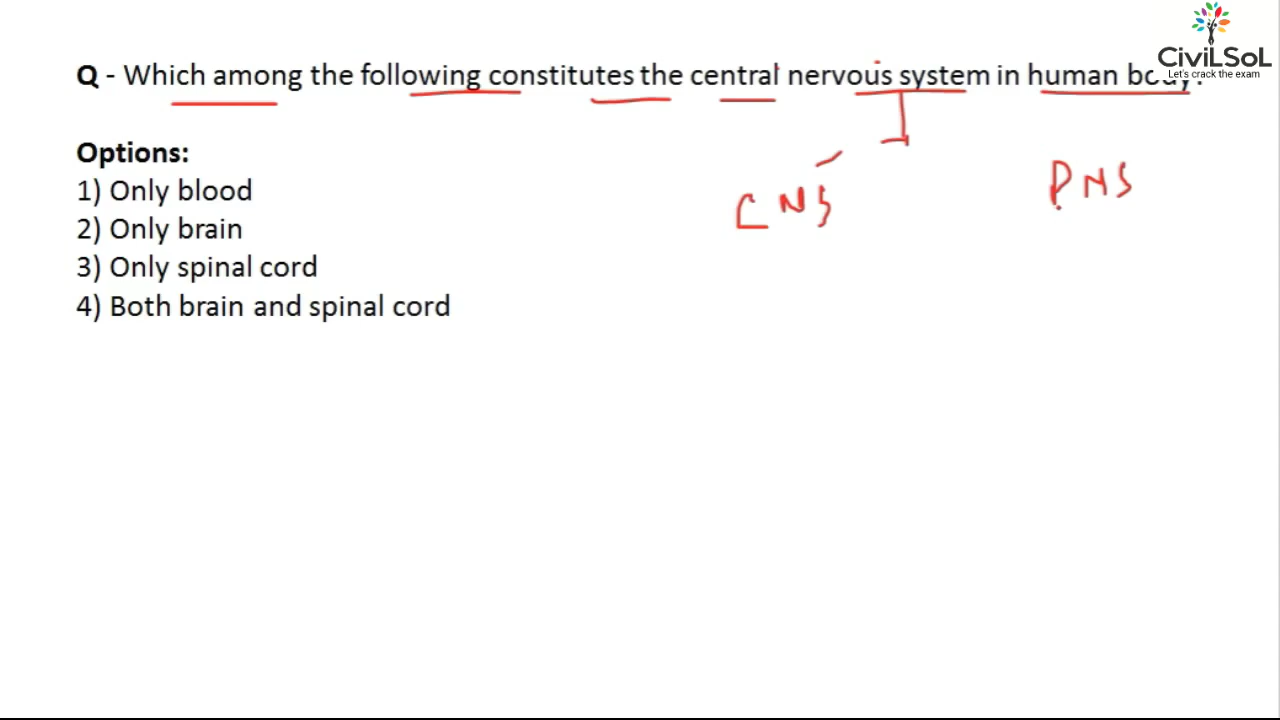 CiViLSoL
Let's crack the exam
Q - Which among the following constitutes the central nervous system in human body?
Options:
1) Only blood
2) Only brain
3) Only spinal cord
4) Both brain and spinal cord
CNS
PNS